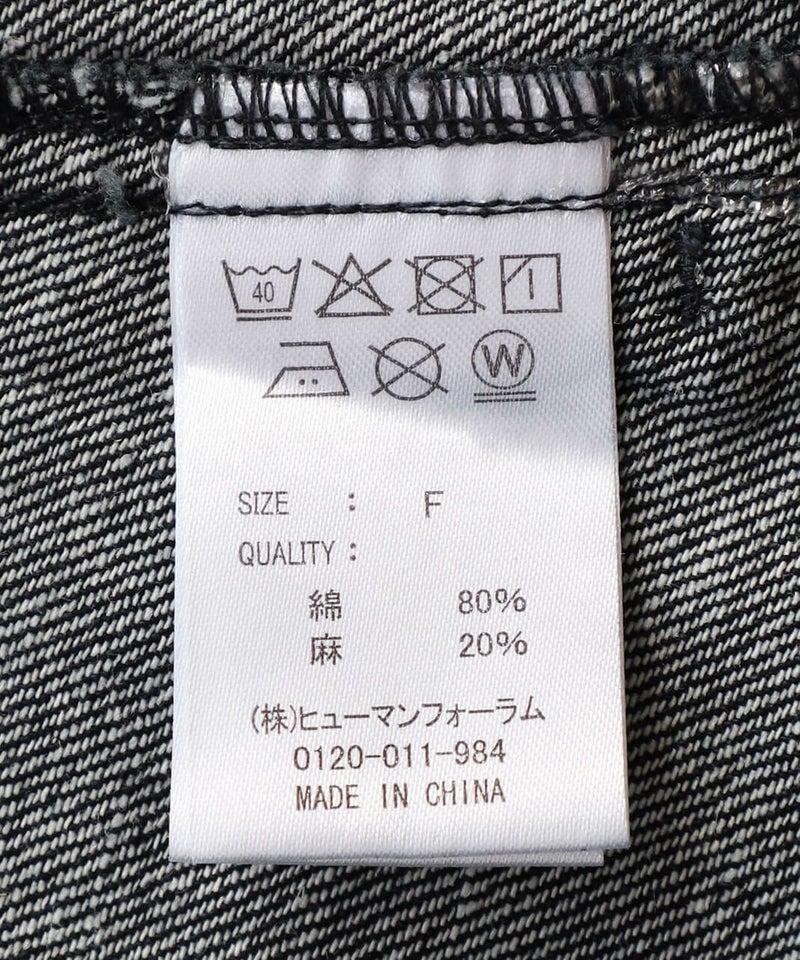 40
W
SIZE : F
QUALITY :
綿 80%
麻 20%
(株)ヒューマンフォーラム
0120-011-984
MADE IN CHINA